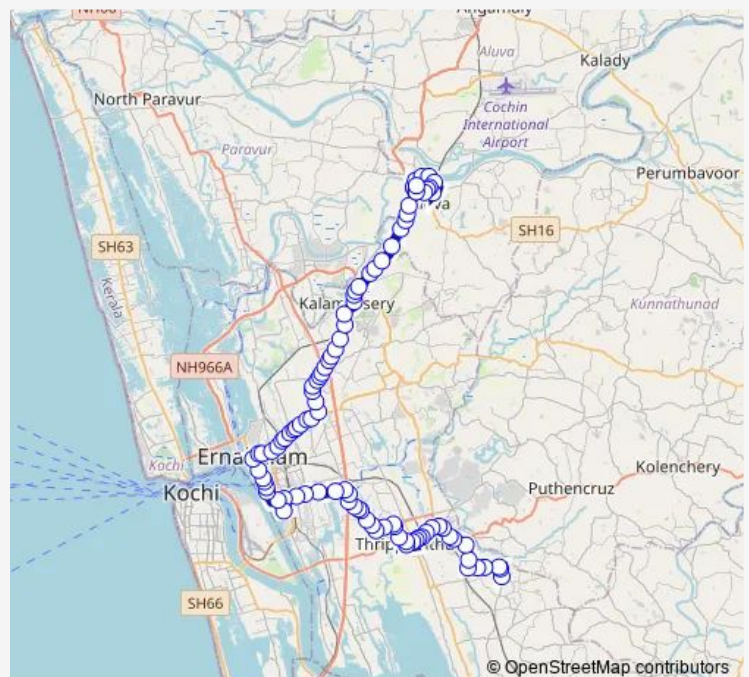 Aluva
Kalady
North Paravur
Cochin
International
Airport
Paravur
Perumbavoor
SH16
SH63
Kerala
Kunnathunad
NH966A
Kochi
Kolenchery
Kochi
Puthencruz
SH66
© OpenStreetMap contributors